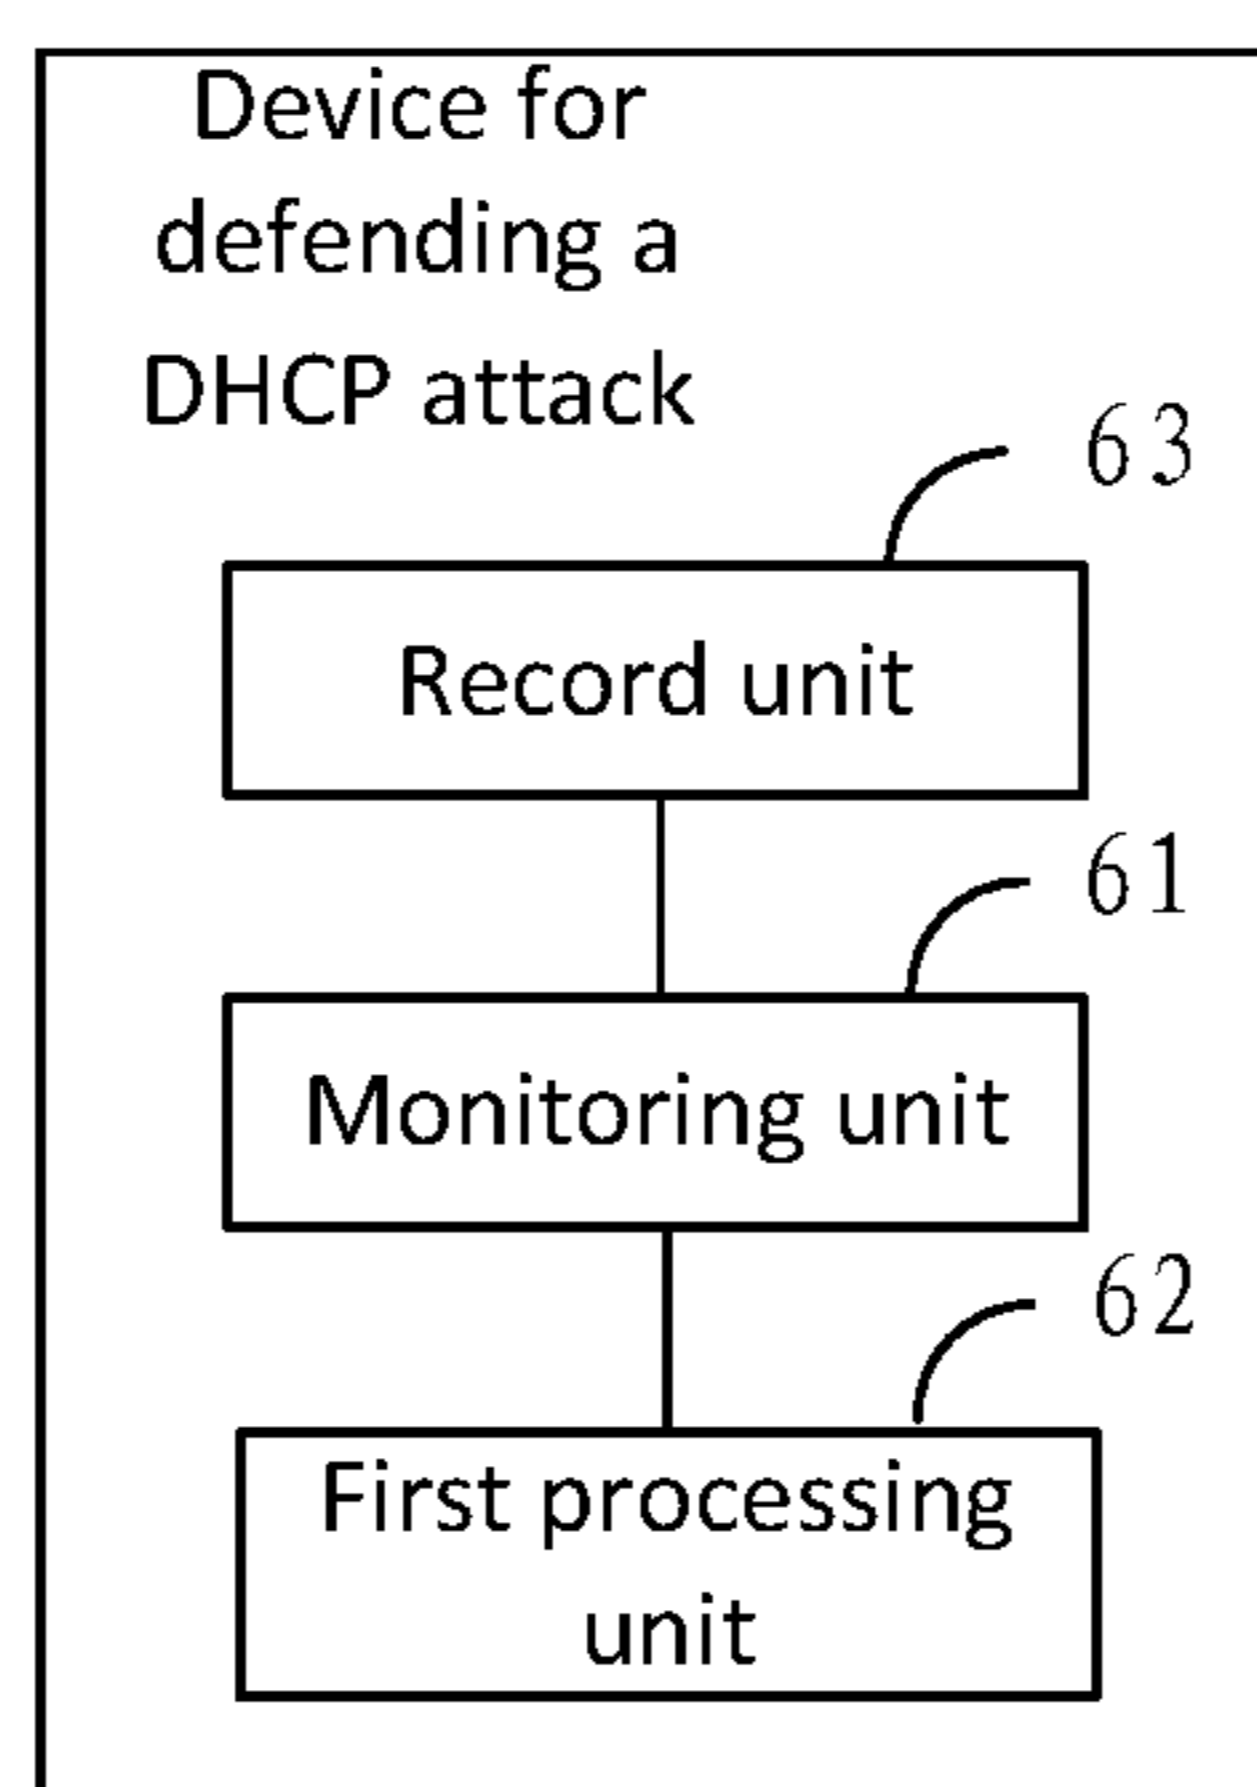 Device for
defending a
DHCP attack
63
Record unit
61
Monitoring unit
62
First processing
unit